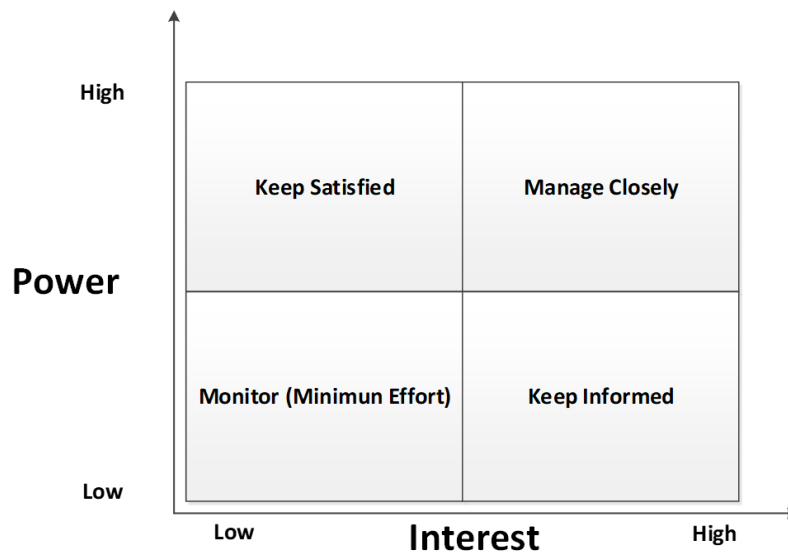 High
Keep Satisfied
Manage Closely
Power
Monitor (Minimun Effort)
Keep Informed
Low
Low
Interest
High